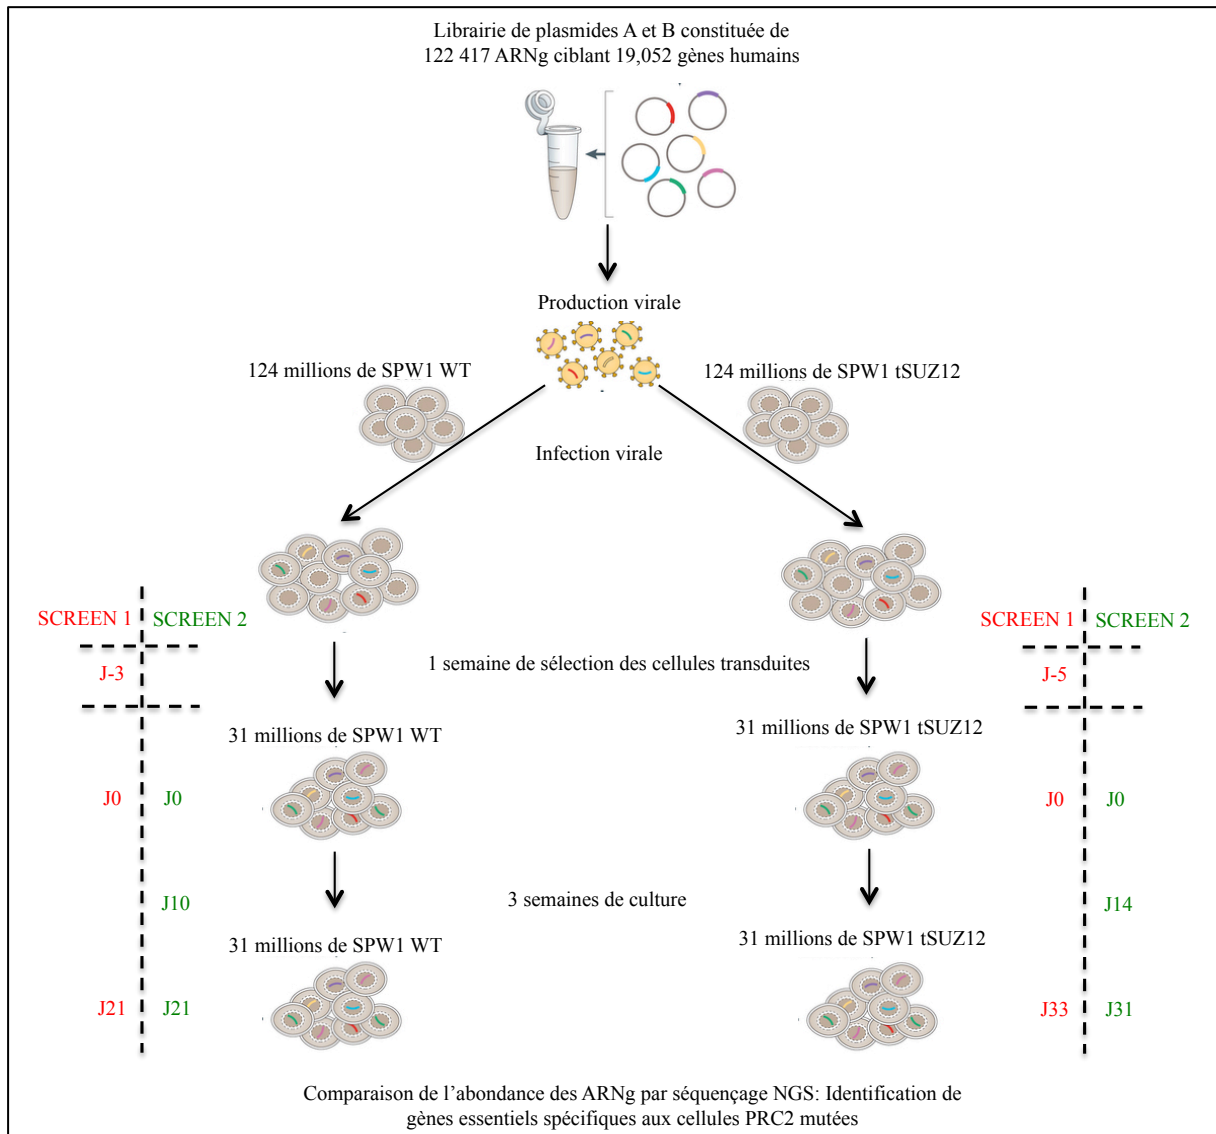 Librairie de plasmides A et B constituée de
122 417 ARNg ciblant 19,052 gènes humains
Production virale
124 millions de SPW1 WT
124 millions de SPW1 tSUZ12
Infection virale
SCREEN 1
SCREEN 2
SCREEN 1
SCREEN 2
J-3
1 semaine de sélection des cellules transduites
J-5
31 millions de SPW1 WT
31 millions de SPW1 tSUZ12
J0
J0
J0
J0
J10
3 semaines de culture
J14
31 millions de SPW1 WT
31 millions de SPW1 tSUZ12
J21
J21
J33
J31
Comparaison de l’abondance des ARNg par séquençage NGS: Identification de
gènes essentiels spécifiques aux cellules PRC2 mutées